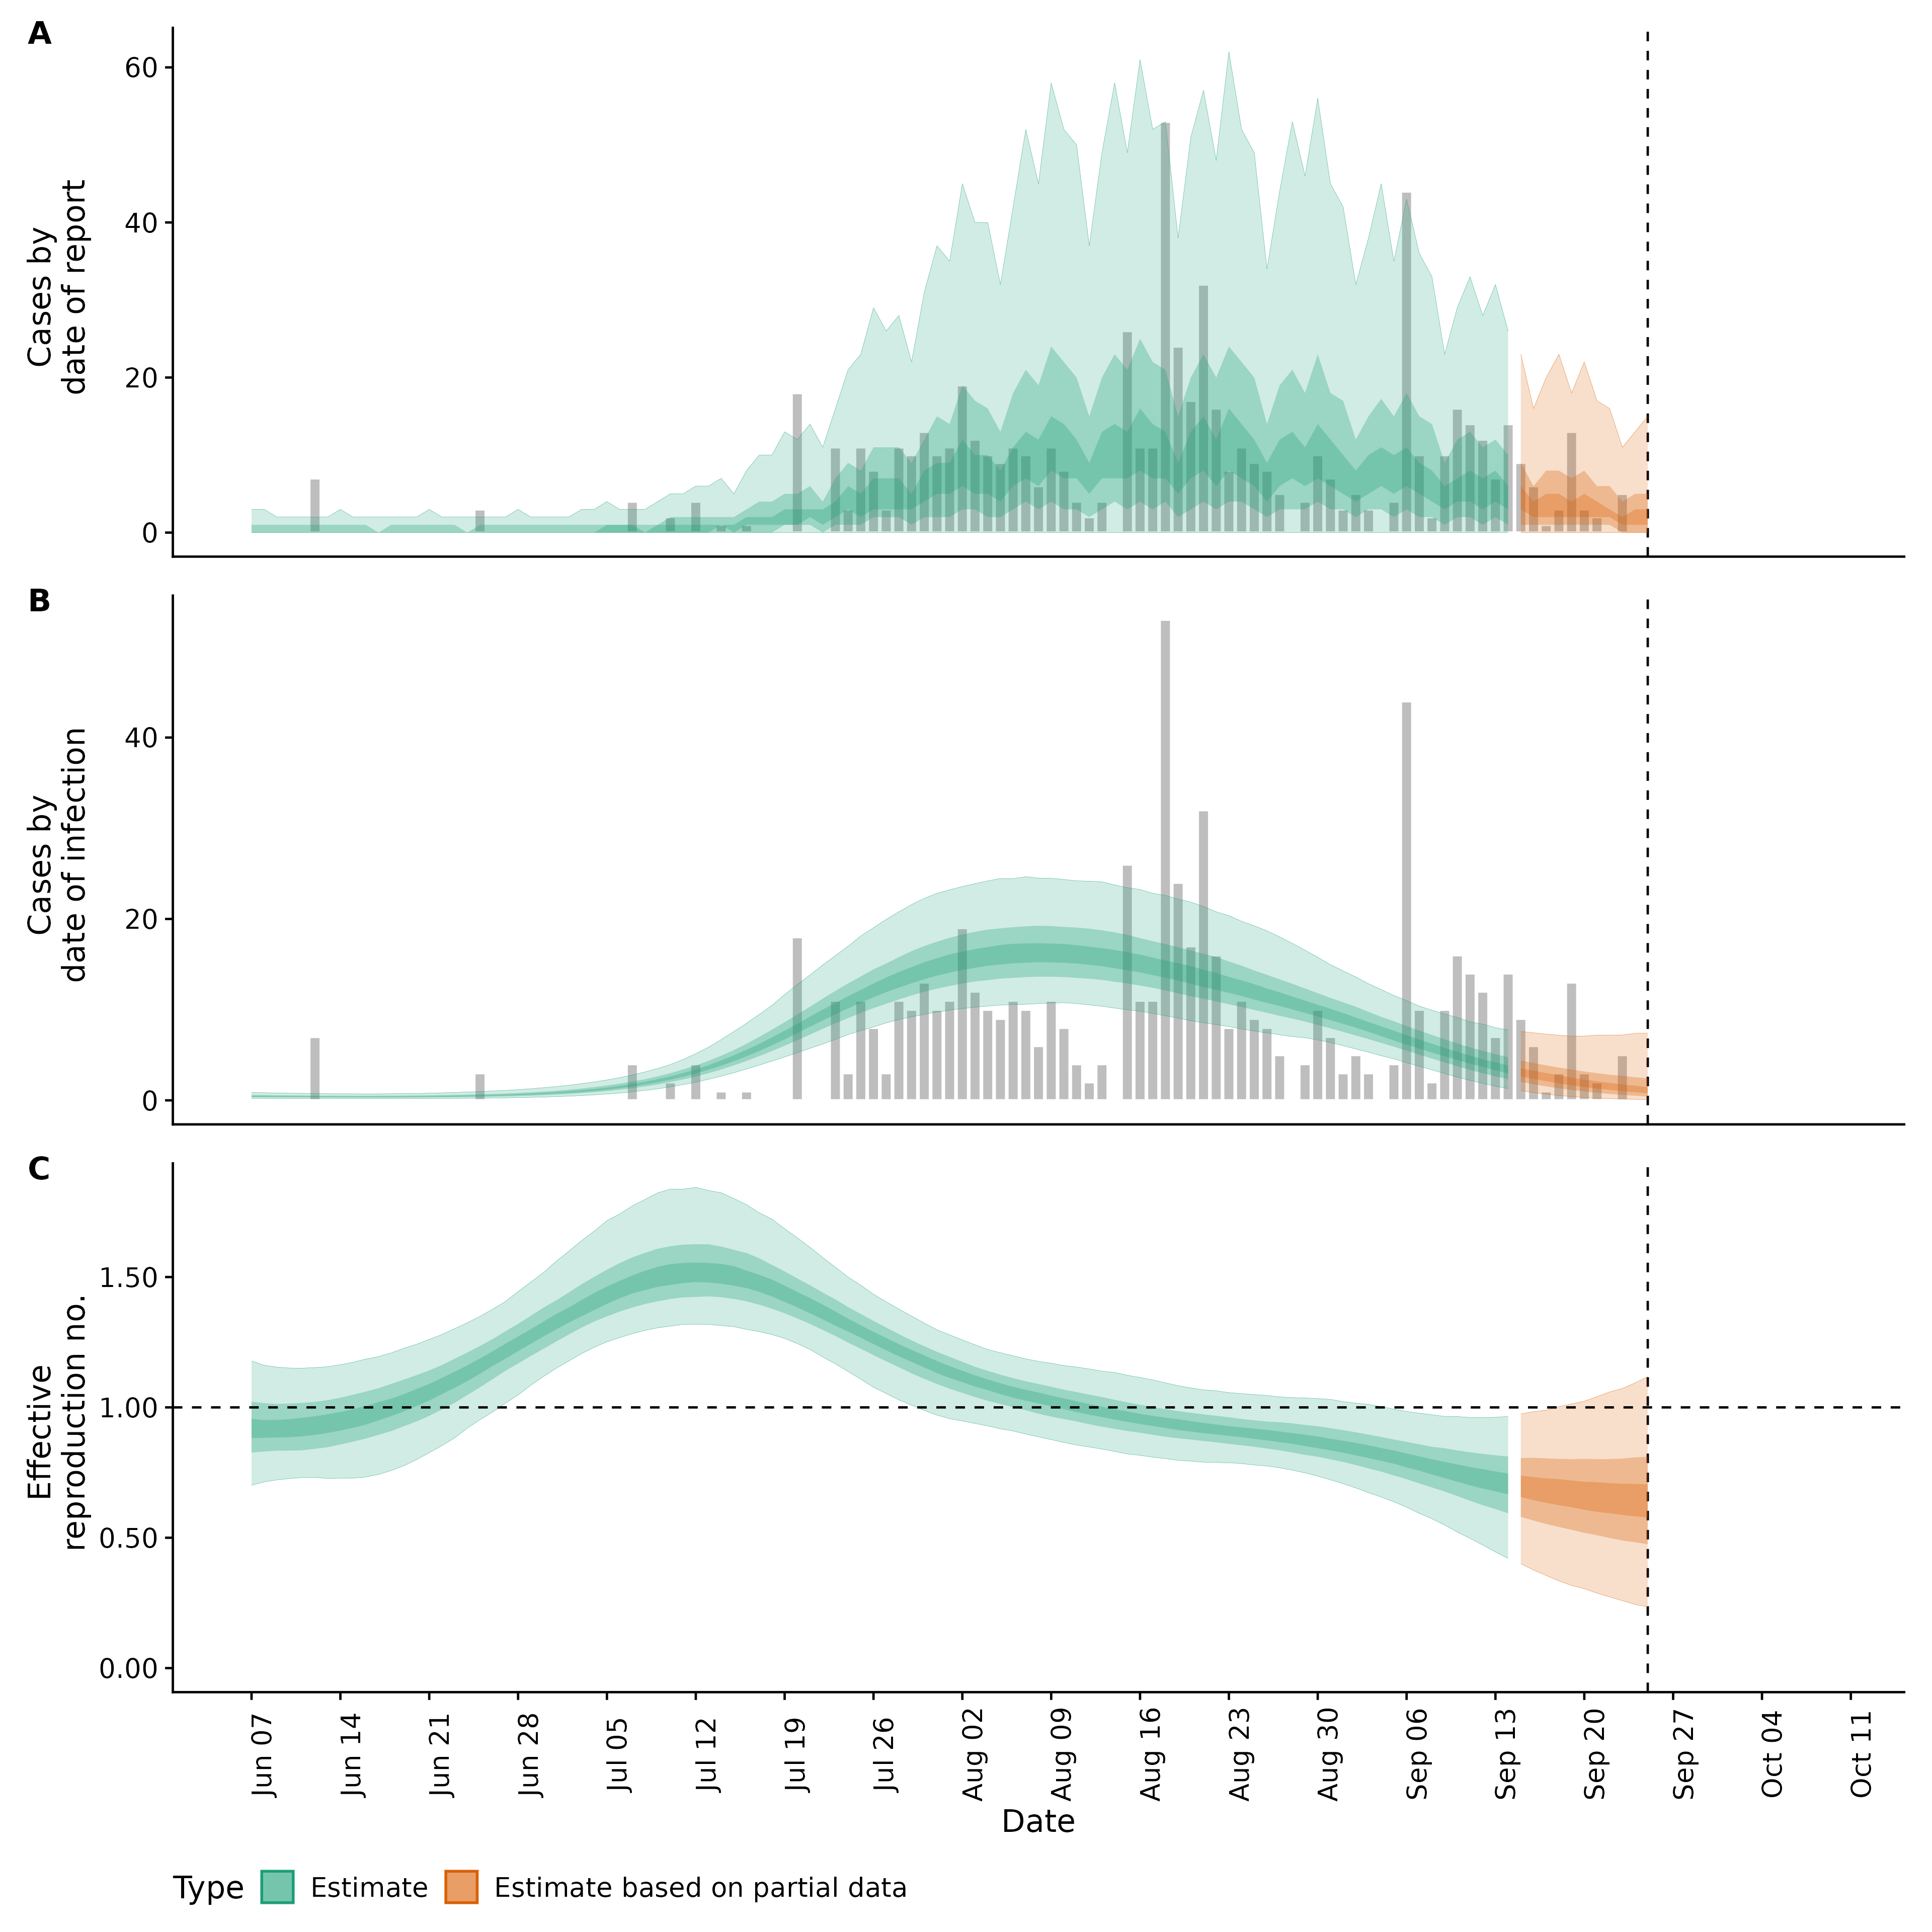 A
60
40
20
0
Cases by
date of report
B
40
20
0
Cases by
date of infection
C
1.50
1.00
0.50
0.00
Effective
reproduction no.
Jun 07
Jun 14
Jun 21
Jun 28
Jul 05
Jul 12
Jul 19
Jul 26
Aug 02
Aug 09
Aug 16
Aug 23
Aug 30
Sep 06
Sep 13
Sep 20
Sep 27
Oct 04
Oct 11
Date
Type Estimate Estimate based on partial data